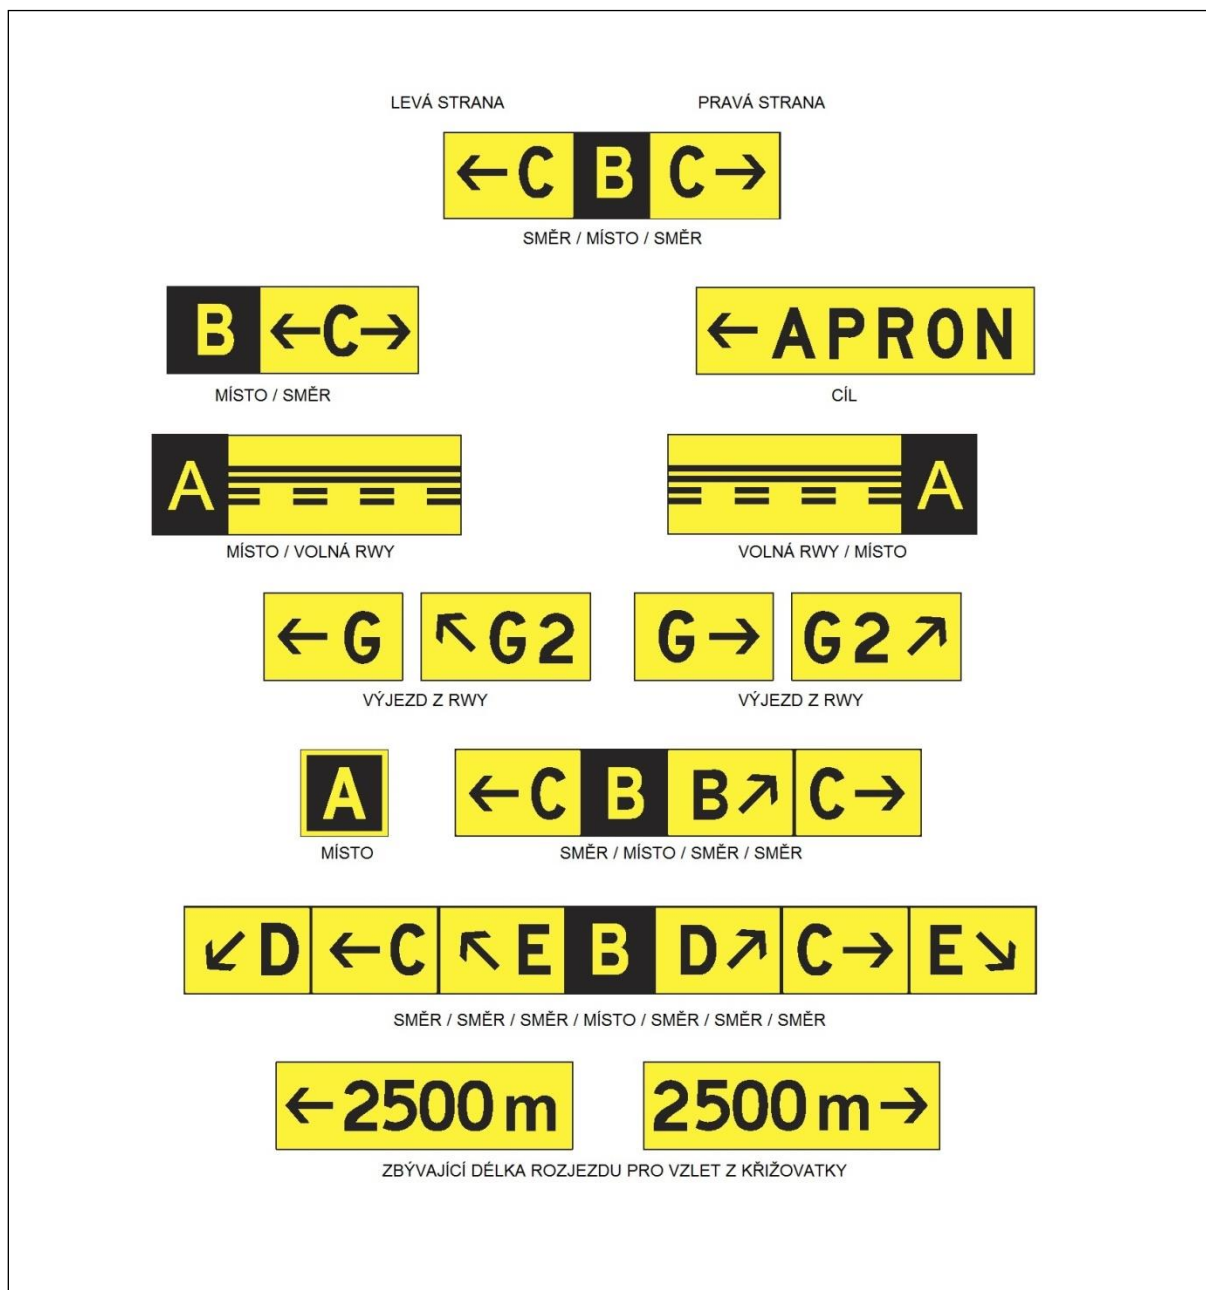 LEVÁ STRANA PRAVÁ STRANA
←C B C→
SMĚR / MÍSTO / SMĚR
B ←C→ ←APRON
MÍSTO / SMĚR CÍL
A A
MÍSTO / VOLNÁ RWY VOLNÁ RWY / MÍSTO
←G ↖G2 G→ G2↗
VÝJEZD Z RWY VÝJEZD Z RWY
A ←C B B↗ C→
MÍSTO SMĚR / MÍSTO / SMĚR / SMĚR
↙D ←C ↖E B D↗ C→ E↘
SMĚR / SMĚR / SMĚR / MÍSTO / SMĚR / SMĚR / SMĚR
←2500m 2500m→
ZBÝVAJÍCÍ DÉLKA ROZJEZDU PRO VZLET Z KŘIŽOVATKY